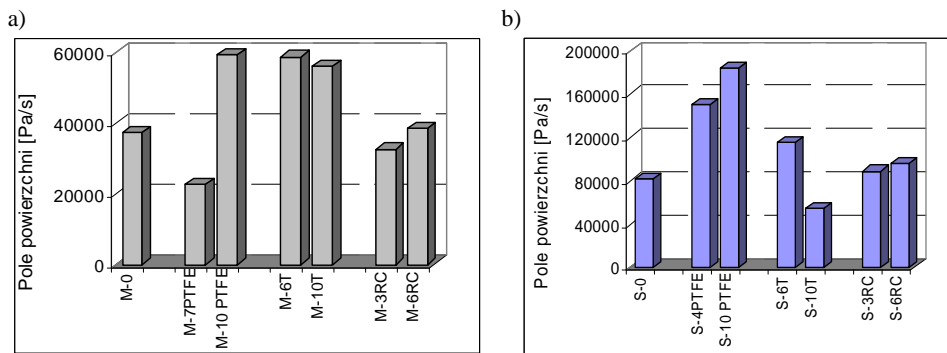 a)
Pole powierzchni [Pa/s]
60000
40000
20000
0
M-0
M-7PTFE
M-10 PTFE
M-6T
M-10T
M-3RC
M-6RC
b)
Pole powierzchni [Pa/s]
200000
160000
120000
80000
40000
0
S-0
S-4PTFE
S-10 PTFE
S-6T
S-10T
S-3RC
S-6RC